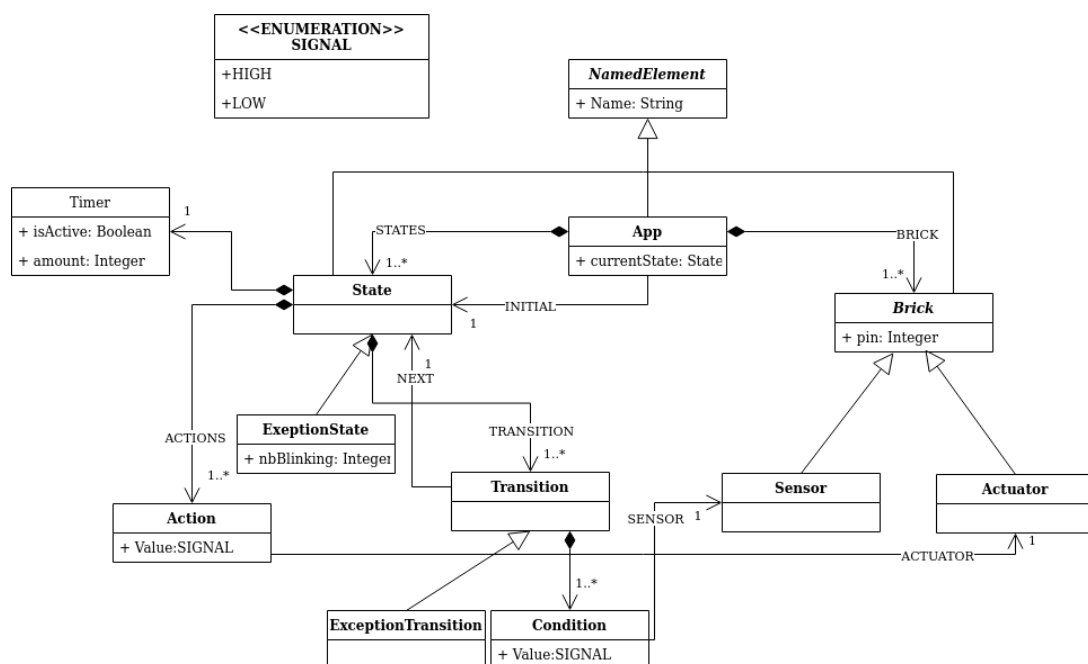 <<ENUMERATION>>
SIGNAL
+HIGH
+LOW
NamedElement
+ Name: String
Timer
+ isActive: Boolean
+ amount: Integer
1
STATES
1..*
App
+ currentState: State
BRICK
1..*
State
INITIAL
1
Brick
+ pin: Integer
1
NEXT
ExeptionState
+ nbBlinking: Integer
ACTIONS
1..*
TRANSITION
1..*
Transition
Sensor
Actuator
Action
+ Value:SIGNAL
SENSOR
1
ACTUATOR
1
1..*
ExceptionTransition
Condition
+ Value:SIGNAL